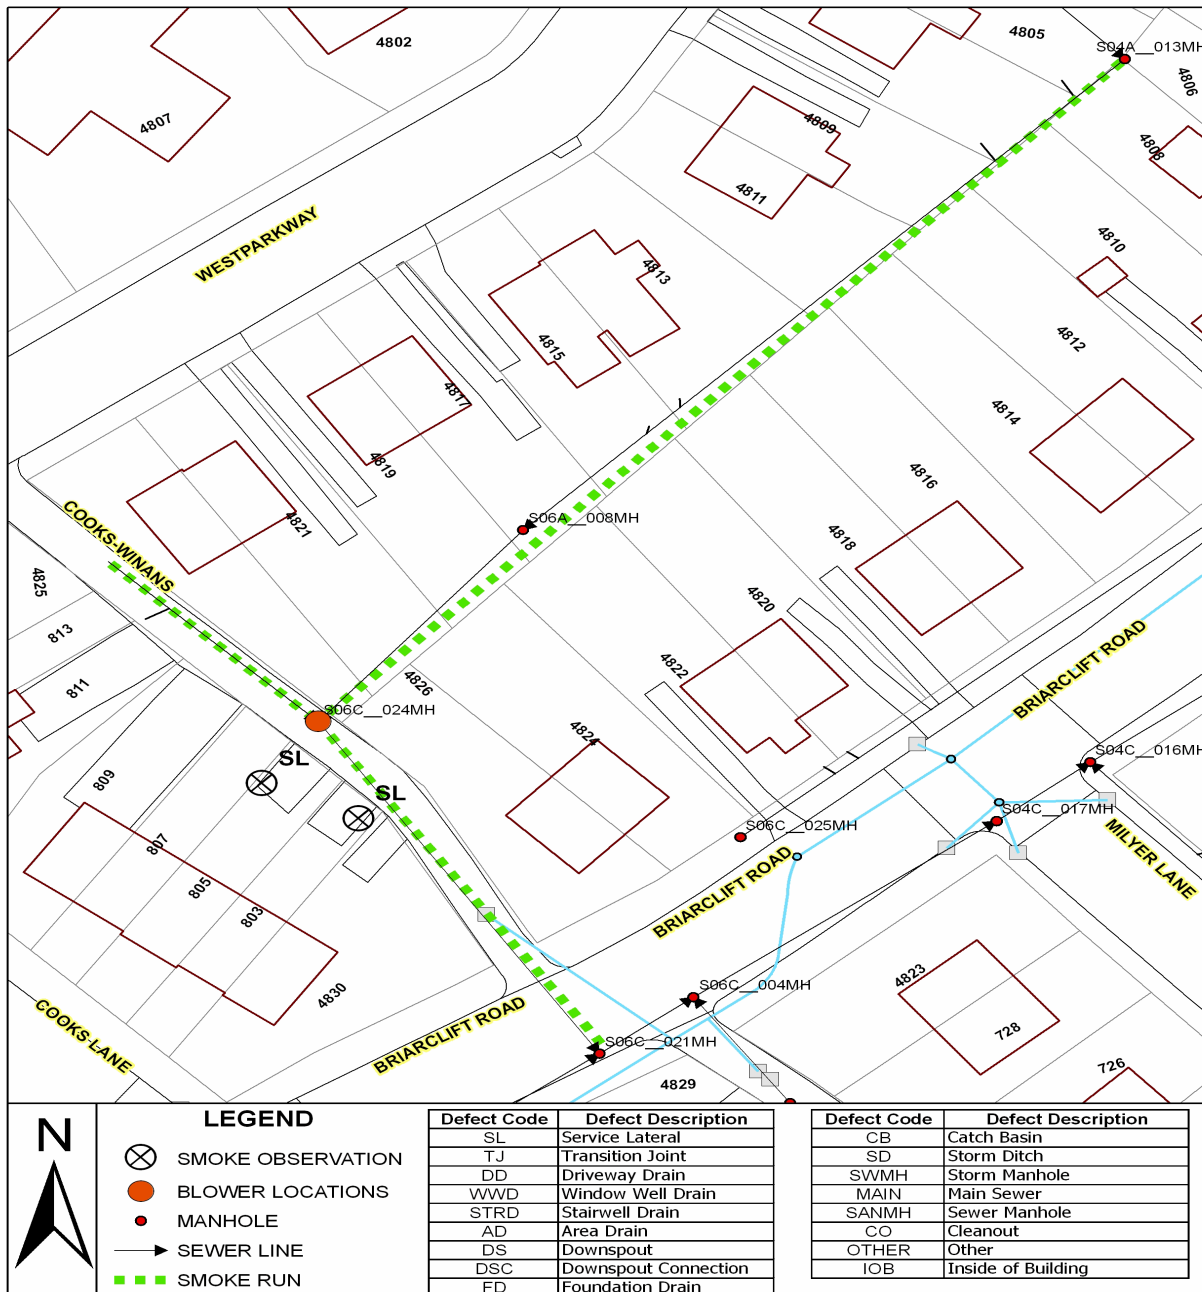 4802
4805
S04A__013MH
4806
4807
4809
4808
4811
WESTPARKWAY
4810
4813
4812
4815
4817
4814
4819
4816
4821
S06A__008MH
COOKS-WINANS
4818
4825
4820
813
BRIARCLIFT ROAD
4822
811
4826
S06C__024MH
4824
SL
S04C__016MH
809
SL
S04C__017MH
S06C__025MH
807
MILYER LANE
805
BRIARCLIFT ROAD
803
4823
4830
S06C__004MH
728
COOKS LANE
BRIARCLIFT ROAD
S06C__021MH
726
4829
N
LEGEND
SMOKE OBSERVATION
BLOWER LOCATIONS
MANHOLE
SEWER LINE
SMOKE RUN
Defect Code Defect Description
SL Service Lateral
TJ Transition Joint
DD Driveway Drain
WWD Window Well Drain
STRD Stairwell Drain
AD Area Drain
DS Downspout
DSC Downspout Connection
FD Foundation Drain
Defect Code Defect Description
CB Catch Basin
SD Storm Ditch
SWMH Storm Manhole
MAIN Main Sewer
SANMH Sewer Manhole
CO Cleanout
OTHER Other
IOB Inside of Building